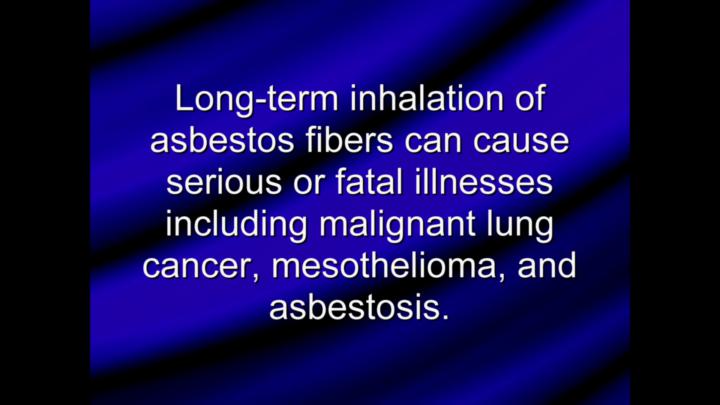 Long-term inhalation of
asbestos fibers can cause
serious or fatal illnesses
including malignant lung
cancer, mesothelioma, and
asbestosis.